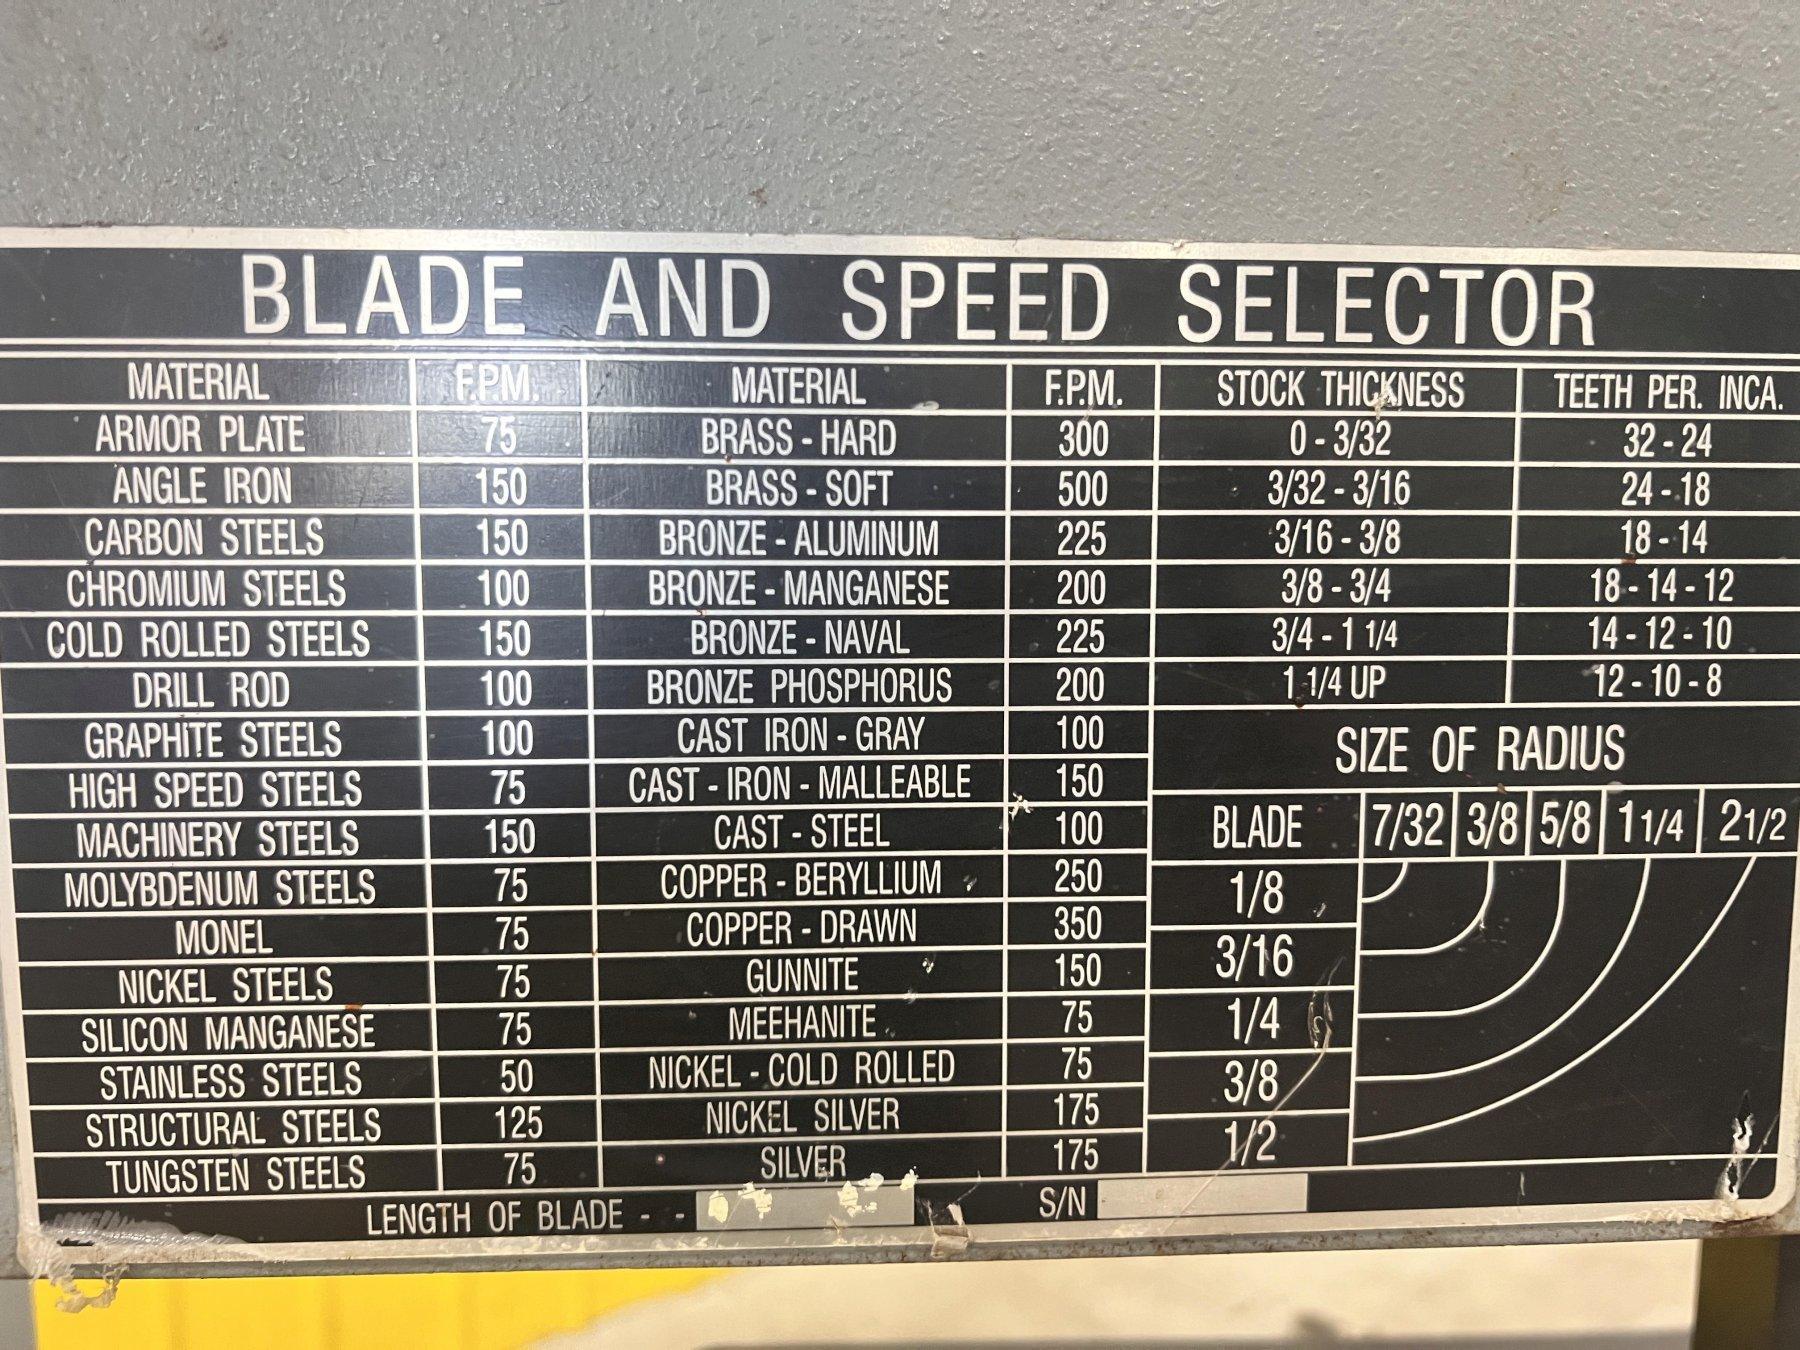 BLADE AND SPEED SELECTOR
MATERIAL F.P.M. MATERIAL F.P.M. STOCK THICKNESS TEETH PER. INCA.
ARMOR PLATE 75 BRASS - HARD 300 0 - 3/32 32 - 24
ANGLE IRON 150 BRASS - SOFT 500 3/32 - 3/16 24 - 18
CARBON STEELS 150 BRONZE - ALUMINUM 225 3/16 - 3/8 18 - 14
CHROMIUM STEELS 100 BRONZE - MANGANESE 200 3/8 - 3/4 18 - 14 - 12
COLD ROLLED STEELS 150 BRONZE - NAVAL 225 3/4 - 1 1/4 14 - 12 - 10
DRILL ROD 100 BRONZE PHOSPHORUS 200 1 1/4 UP 12 - 10 - 8
GRAPHITE STEELS 100 CAST IRON - GRAY 100 SIZE OF RADIUS
HIGH SPEED STEELS 75 CAST - IRON - MALLEABLE 150
MACHINERY STEELS 150 CAST - STEEL 100 BLADE 7/32 3/8 5/8 1 1/4 2 1/2
MOLYBDENUM STEELS 75 COPPER - BERYLLIUM 250 1/8
MONEL 75 COPPER - DRAWN 350 3/16
NICKEL STEELS 75 GUNNITE 150
SILICON MANGANESE 75 MEEHANITE 75 1/4
STAINLESS STEELS 50 NICKEL - COLD ROLLED 75 3/8
STRUCTURAL STEELS 125 NICKEL SILVER 175 1/2
TUNGSTEN STEELS 75 SILVER 175
LENGTH OF BLADE - - S/N